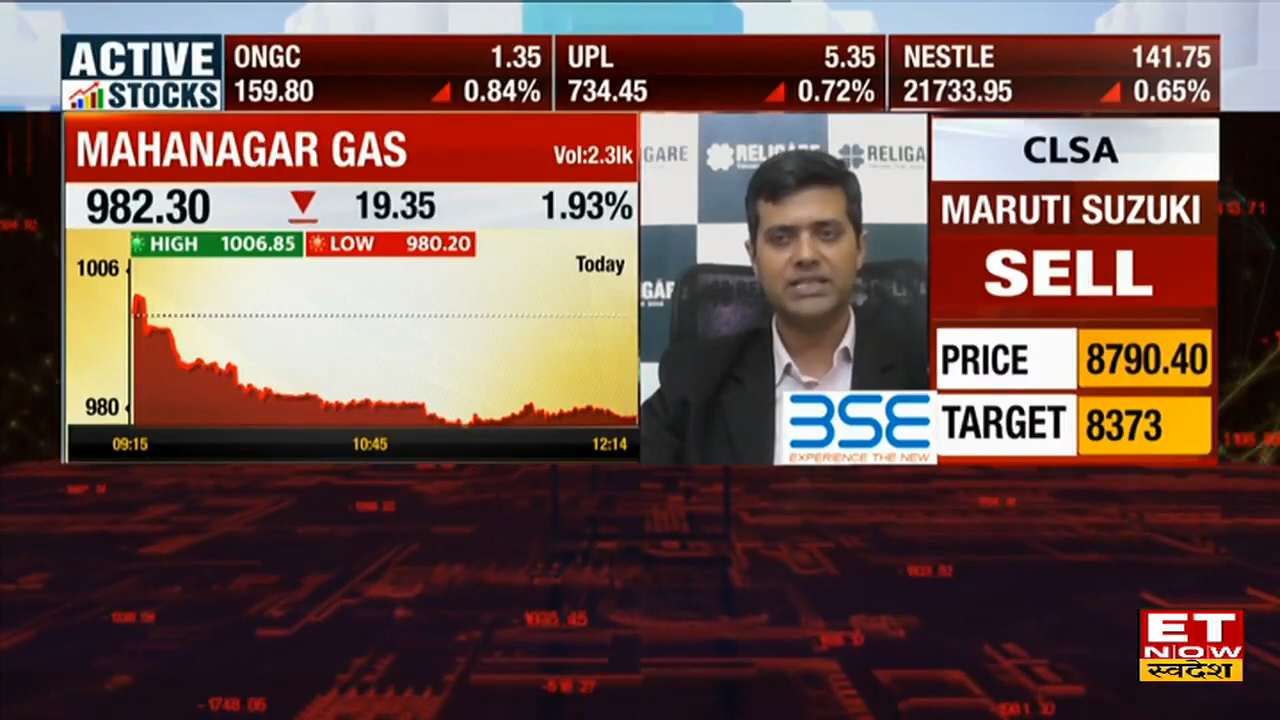 ACTIVE
STOCKS
ONGC 1.35
159.80 0.84%
UPL 5.35
734.45 0.72%
NESTLE 141.75
21733.95 0.65%
MAHANAGAR GAS Vol:2.3lk
982.30 19.35 1.93%
HIGH 1006.85 LOW 980.20
Today
1006
980
09:15 10:45 12:14
RELIGARE
RELIGA
BSE
EXPERIENCE THE NEW
CLSA
MARUTI SUZUKI
SELL
PRICE 8790.40
TARGET 8373
ET
NOW
स्वदेश